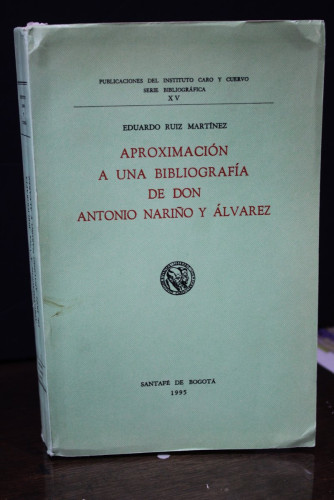 PUBLICACIONES DEL INSTITUTO CARO Y CUERVO
SERIE BIBLIOGRÁFICA
XV
EDUARDO RUIZ MARTÍNEZ
APROXIMACIÓN
A UNA BIBLIOGRAFÍA
DE DON
ANTONIO NARIÑO Y ÁLVAREZ
SANTAFÉ DE BOGOTÁ
1995